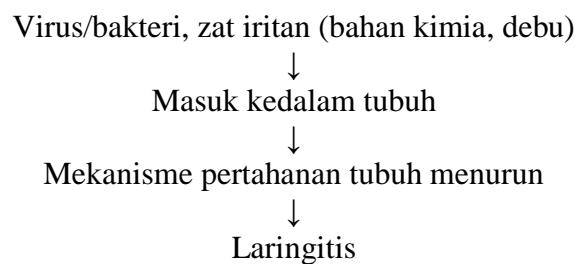 Virus/bakteri, zat iritan (bahan kimia, debu)
↓
Masuk kedalam tubuh
↓
Mekanisme pertahanan tubuh menurun
↓
Laringitis